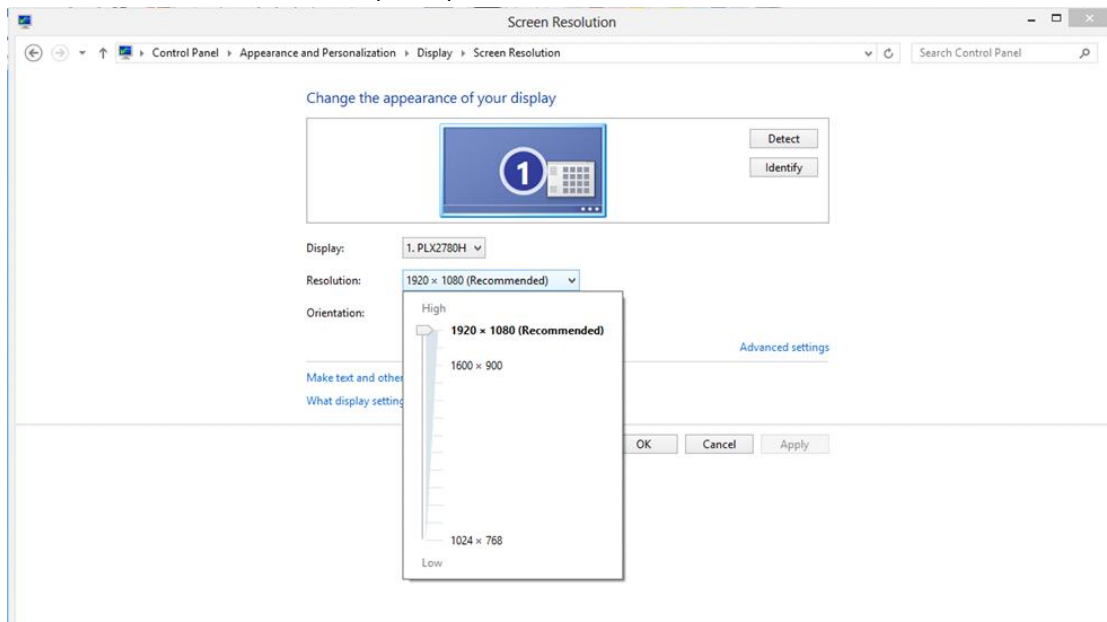 Screen Resolution
Control Panel Appearance and Personalization Display Screen Resolution
Search Control Panel
Change the appearance of your display
1
Detect
Identify
Display: 1. PLX2780H
Resolution: 1920 × 1080 (Recommended)
Orientation:
High
1920 × 1080 (Recommended)
1600 × 900
1024 × 768
Low
Advanced settings
Make text and other
What display setting
OK Cancel Apply